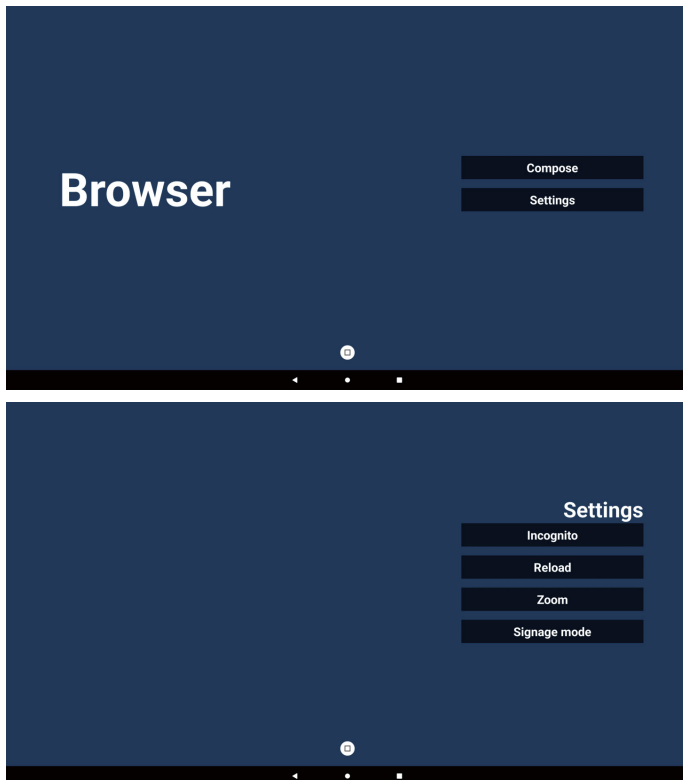 Browser
Compose
Settings
Settings
Incognito
Reload
Zoom
Signage mode